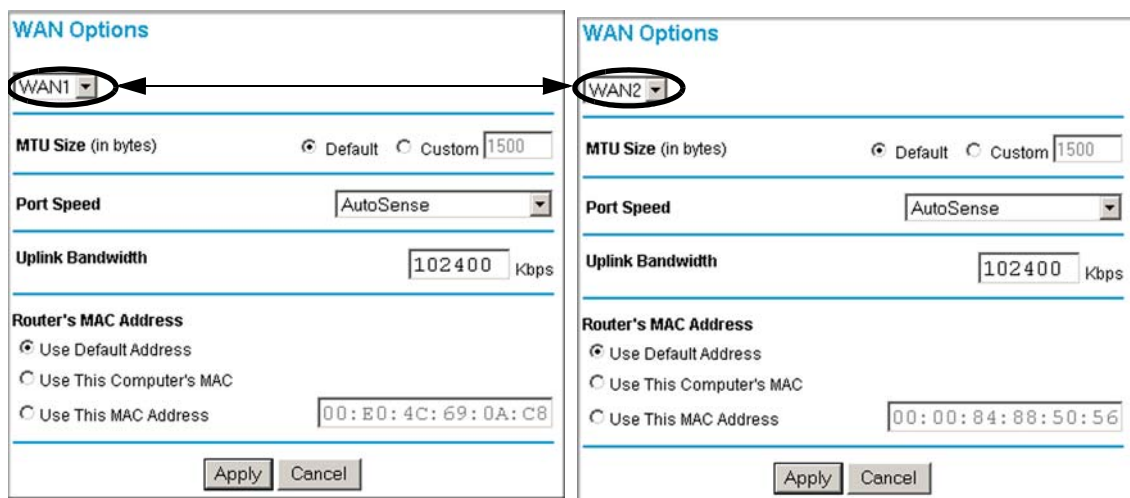 WAN Options
WAN1
MTU Size (in bytes) Default Custom 1500
Port Speed AutoSense
Uplink Bandwidth 102400 Kbps
Router's MAC Address
Use Default Address
Use This Computer's MAC
Use This MAC Address 00:E0:4C:69:0A:C8
Apply Cancel
WAN Options
WAN2
MTU Size (in bytes) Default Custom 1500
Port Speed AutoSense
Uplink Bandwidth 102400 Kbps
Router's MAC Address
Use Default Address
Use This Computer's MAC
Use This MAC Address 00:00:84:88:50:56
Apply Cancel